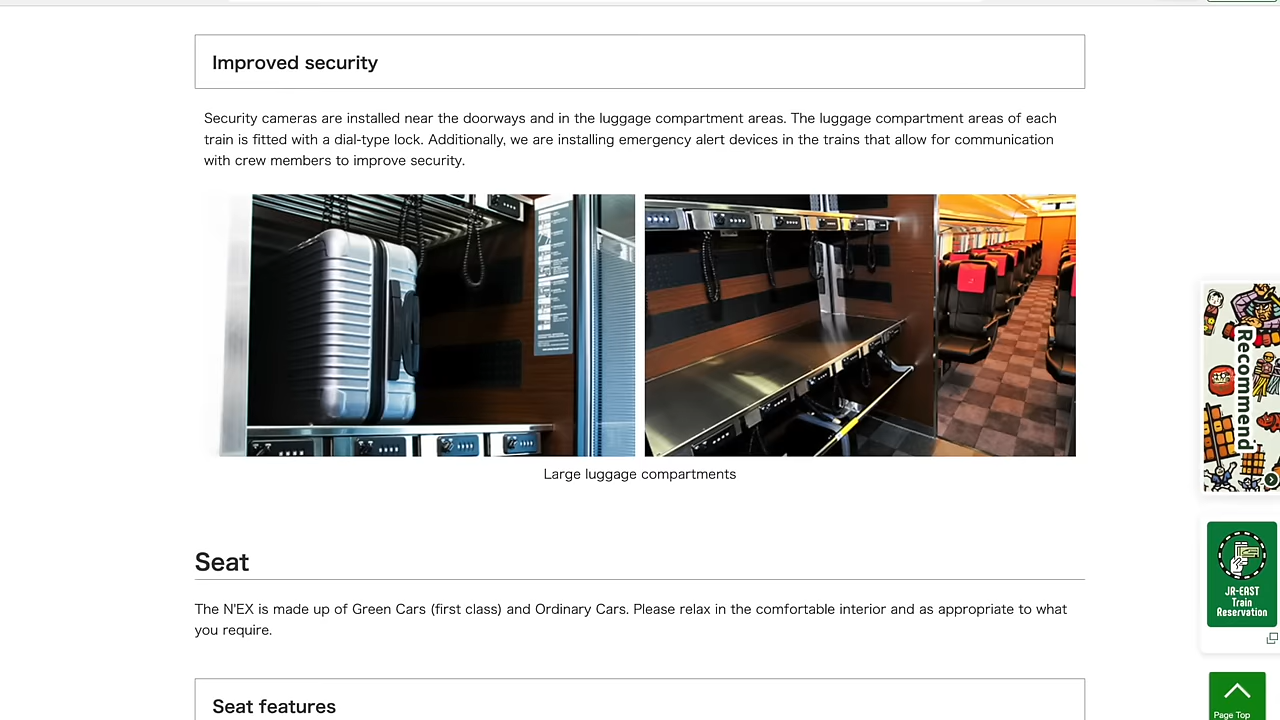 Improved security
Security cameras are installed near the doorways and in the luggage compartment areas. The luggage compartment areas of each
train is fitted with a dial-type lock. Additionally, we are installing emergency alert devices in the trains that allow for communication
with crew members to improve security.
Large luggage compartments
Seat
The N'EX is made up of Green Cars (first class) and Ordinary Cars. Please relax in the comfortable interior and as appropriate to what
you require.
Seat features
Recommend
JR-EAST
Train
Reservation
Page Top